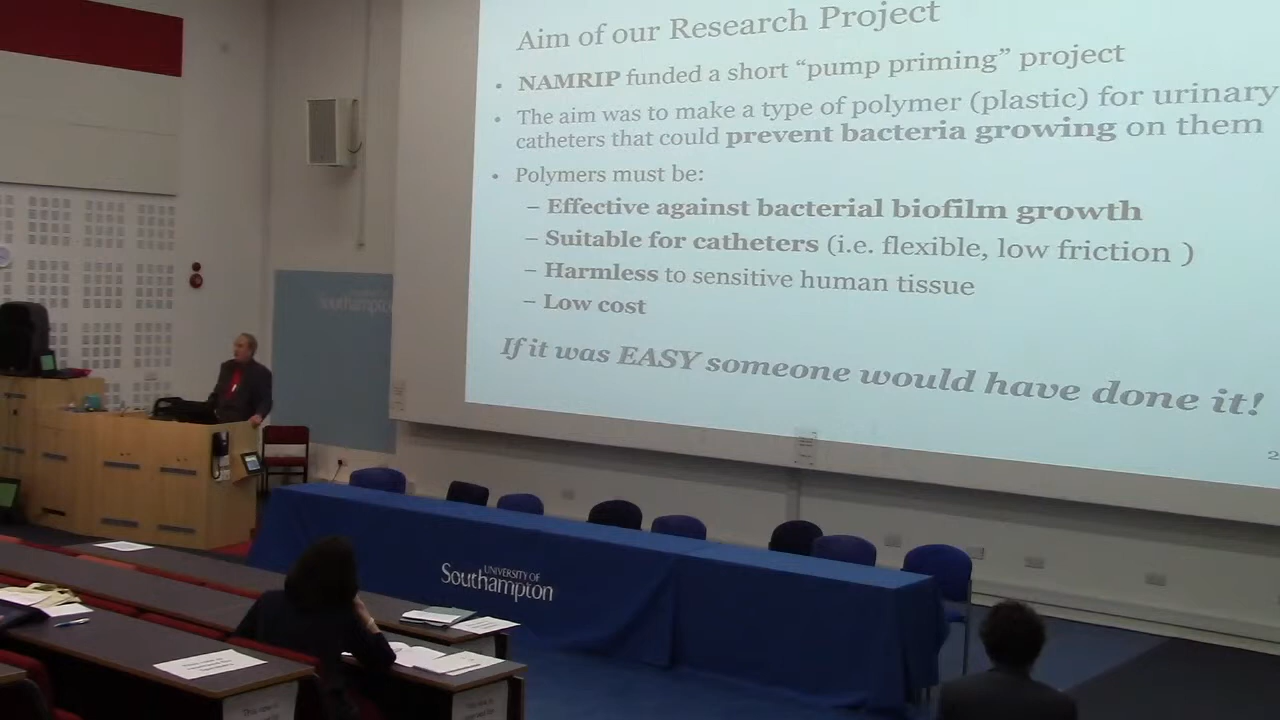 Aim of our Research Project
• NAMRIP funded a short “pump priming” project
• The aim was to make a type of polymer (plastic) for urinary
catheters that could prevent bacteria growing on them
• Polymers must be:
– Effective against bacterial biofilm growth
– Suitable for catheters (i.e. flexible, low friction )
– Harmless to sensitive human tissue
– Low cost
If it was EASY someone would have done it!
2
Southampton
UNIVERSITY OF
Southampton